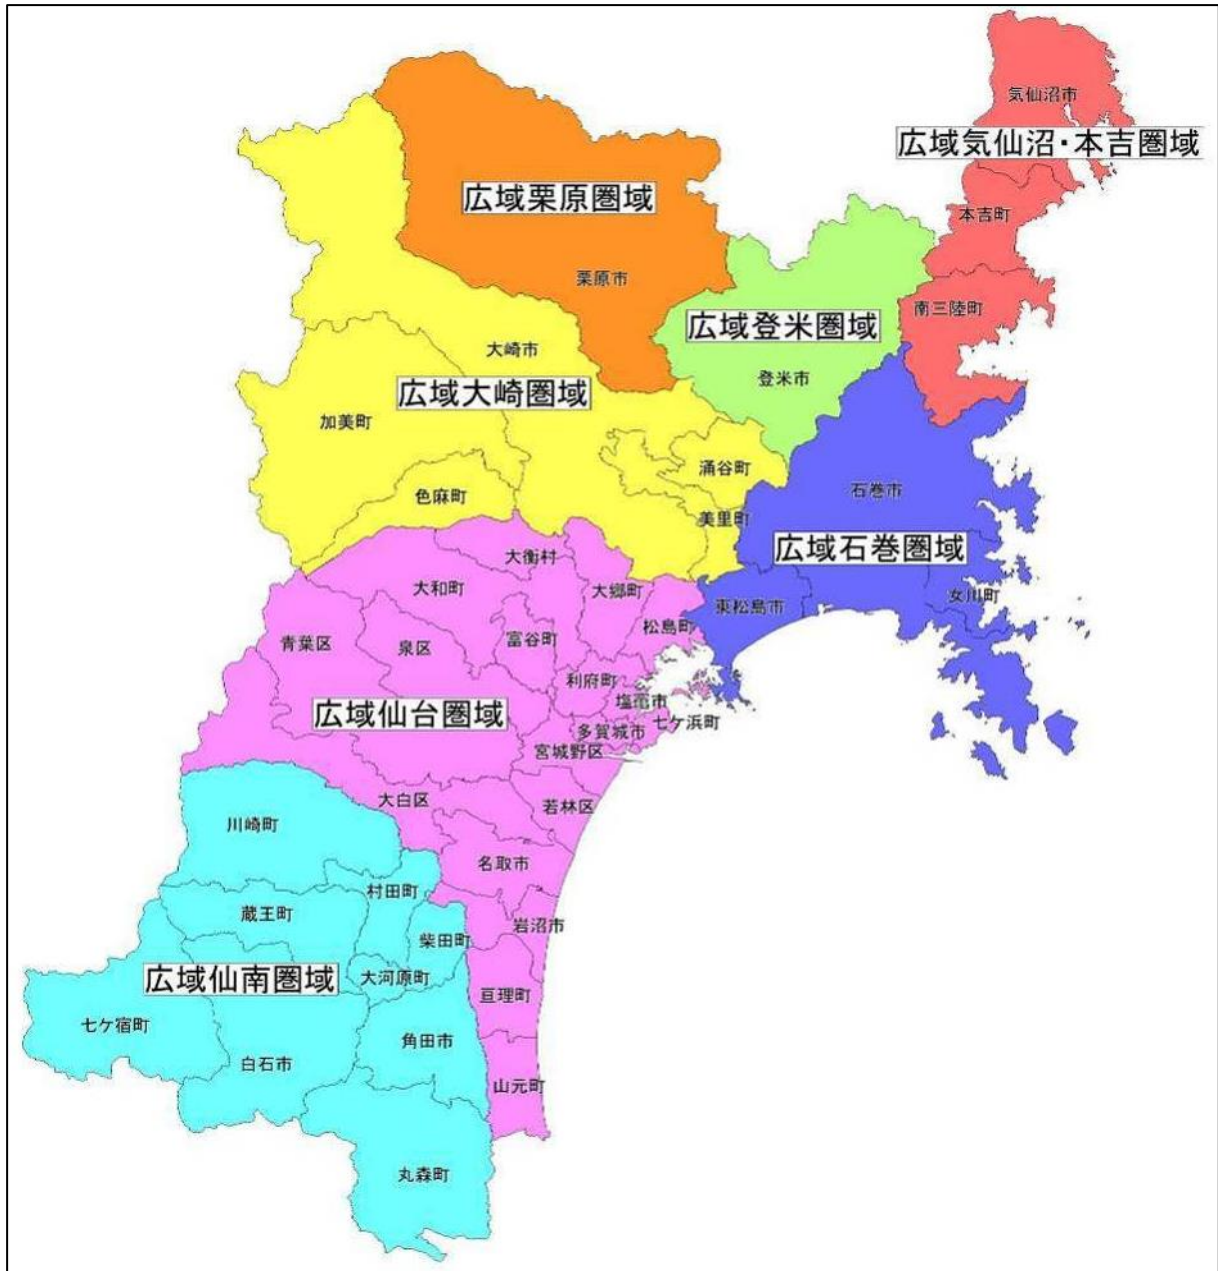 気仙沼市
広域気仙沼・本吉圏域
広域栗原圏域
本吉町
栗原市
南三陸町
広域登米圏域
大崎市
登米市
広域大崎圏域
加美町
涌谷町
色麻町
石巻市
美里町
広域石巻圏域
大衡村
大和町
大郷町
女川町
東松島市
松島町
富谷町
青葉区
泉区
利府町
塩竃市
広域仙台圏域
七ケ浜町
多賀城市
宮城野区
大白区
若林区
川崎町
名取市
村田町
蔵王町
岩沼市
柴田町
広域仙南圏域
大河原町
亘理町
七ケ宿町
角田市
白石市
山元町
丸森町